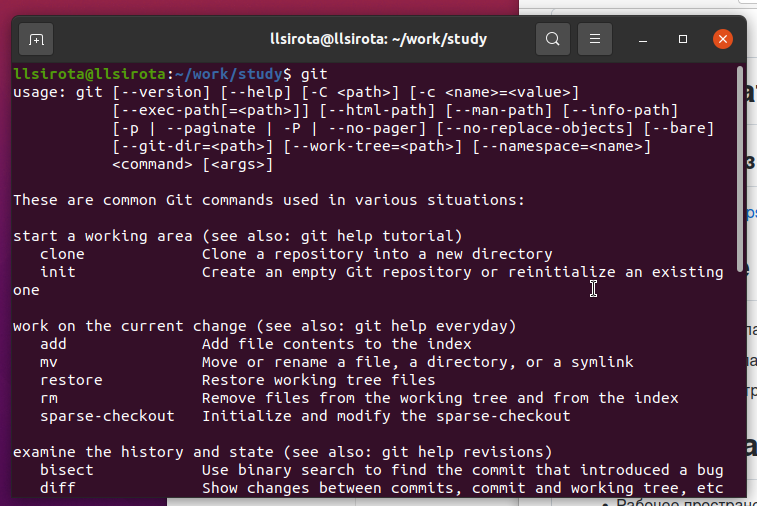 llsirota@llsirota: ~/work/study
llsirota@llsirota:~/work/study$ git
usage: git [--version] [--help] [-C <path>] [-c <name>=<value>]
           [--exec-path[=<path>]] [--html-path] [--man-path] [--info-path]
           [-p | --paginate | -P | --no-pager] [--no-replace-objects] [--bare]
           [--git-dir=<path>] [--work-tree=<path>] [--namespace=<name>]
           <command> [<args>]

These are common Git commands used in various situations:

start a working area (see also: git help tutorial)
   clone             Clone a repository into a new directory
   init              Create an empty Git repository or reinitialize an existing
one

work on the current change (see also: git help everyday)
   add               Add file contents to the index
   mv                Move or rename a file, a directory, or a symlink
   restore           Restore working tree files
   rm                Remove files from the working tree and from the index
   sparse-checkout   Initialize and modify the sparse-checkout

examine the history and state (see also: git help revisions)
   bisect            Use binary search to find the commit that introduced a bug
   diff              Show changes between commits, commit and working tree, etc